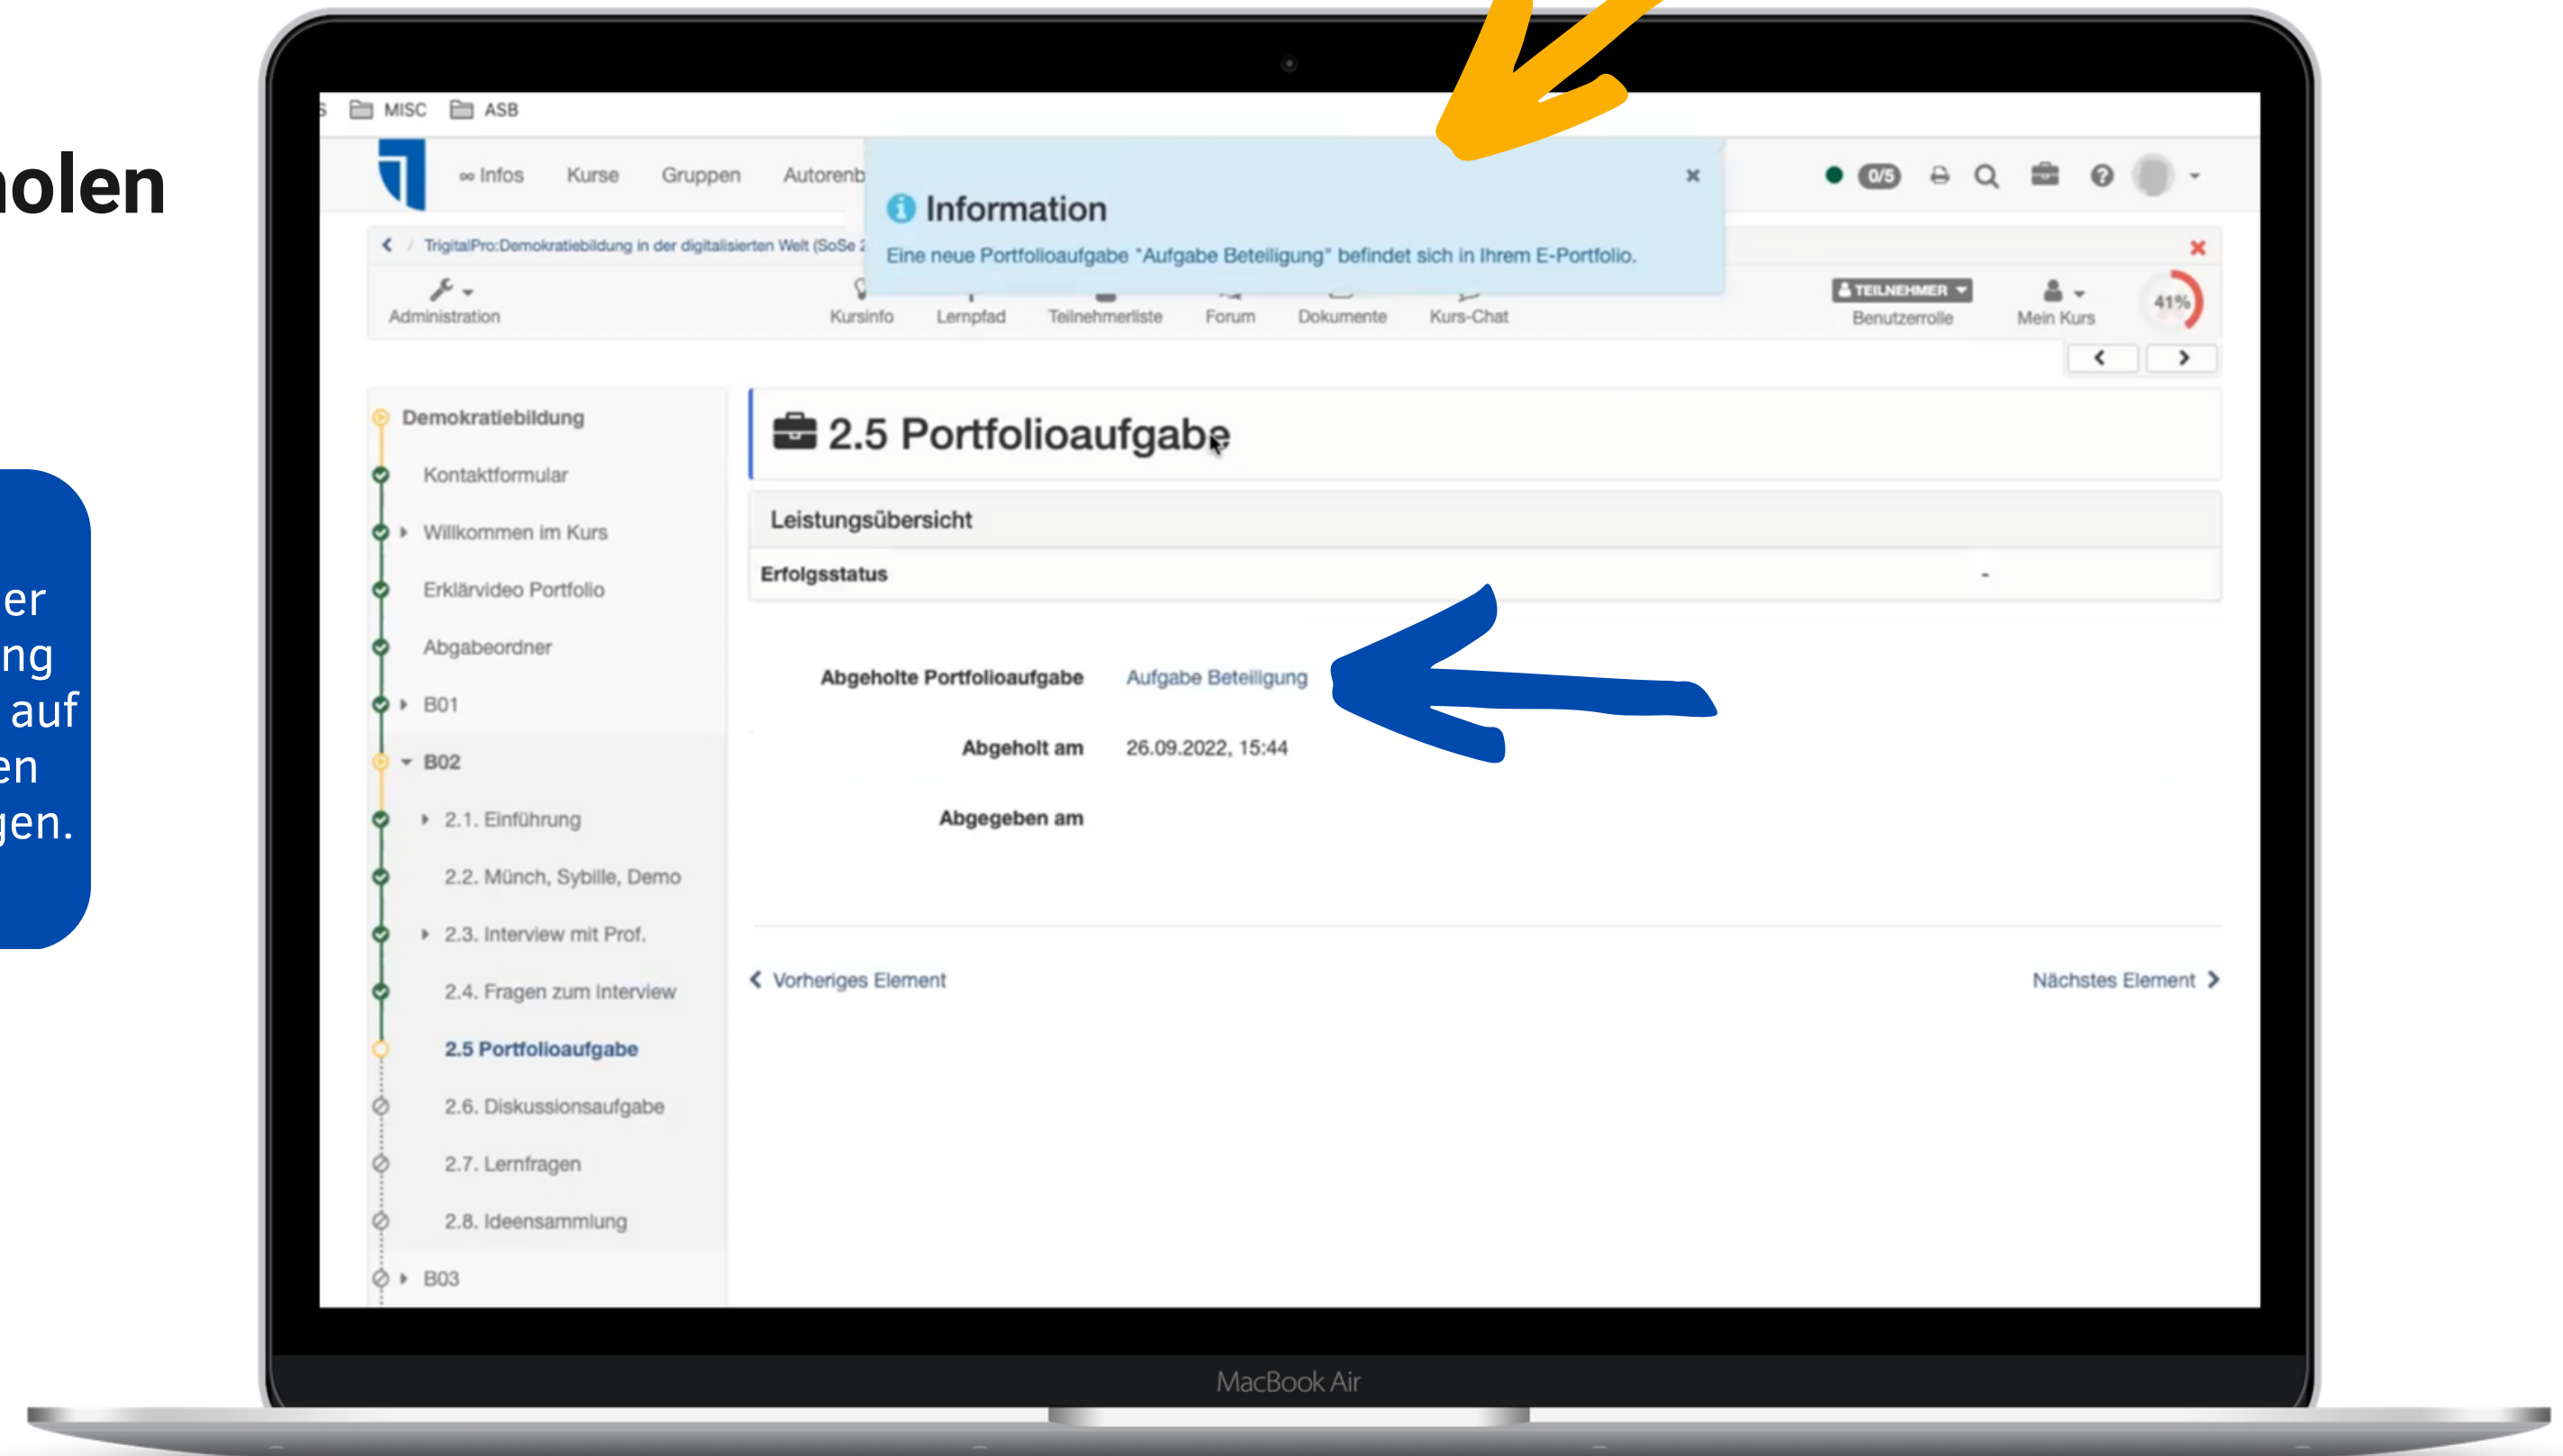 olen
er
ng
auf
en
gen.
MISC ASB
∞ Infos Kurse Gruppen Autorenb
0/5
Information
Eine neue Portfolioaufgabe "Aufgabe Beteiligung" befindet sich in Ihrem E-Portfolio.
/ TrigitalPro:Demokratiebildung in der digitalisierten Welt (SoSe 2
Administration
Kursinfo Lernpfad Teilnehmerliste Forum Dokumente Kurs-Chat
TEILNEHMER
Benutzerrolle
Mein Kurs
41%
Demokratiebildung
Kontaktformular
Willkommen im Kurs
Erklärvideo Portfolio
Abgabeordner
B01
B02
2.1. Einführung
2.2. Münch, Sybille, Demo
2.3. Interview mit Prof.
2.4. Fragen zum Interview
2.5 Portfolioaufgabe
2.6. Diskussionsaufgabe
2.7. Lernfragen
2.8. Ideensammlung
B03
2.5 Portfolioaufgabe
Leistungsübersicht
Erfolgsstatus -
Abgeholte Portfolioaufgabe Aufgabe Beteiligung
Abgeholt am 26.09.2022, 15:44
Abgegeben am
Vorheriges Element
Nächstes Element
MacBook Air